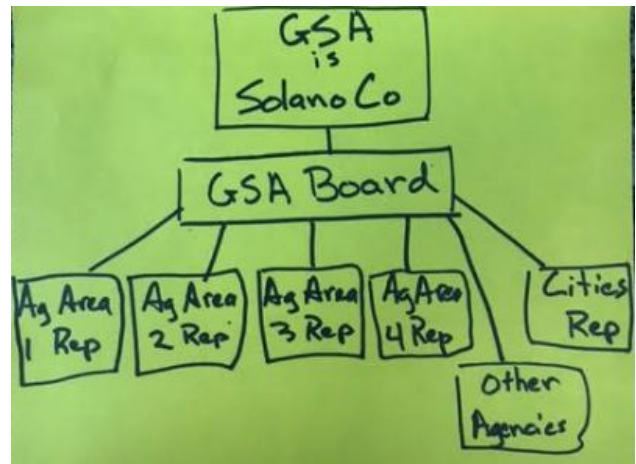 GSA
is
Solano Co
GSA Board
Ag Area
1 Rep
Ag Area
2 Rep
Ag Area
3 Rep
Ag Area
4 Rep
Other
Agencies
Cities
Rep